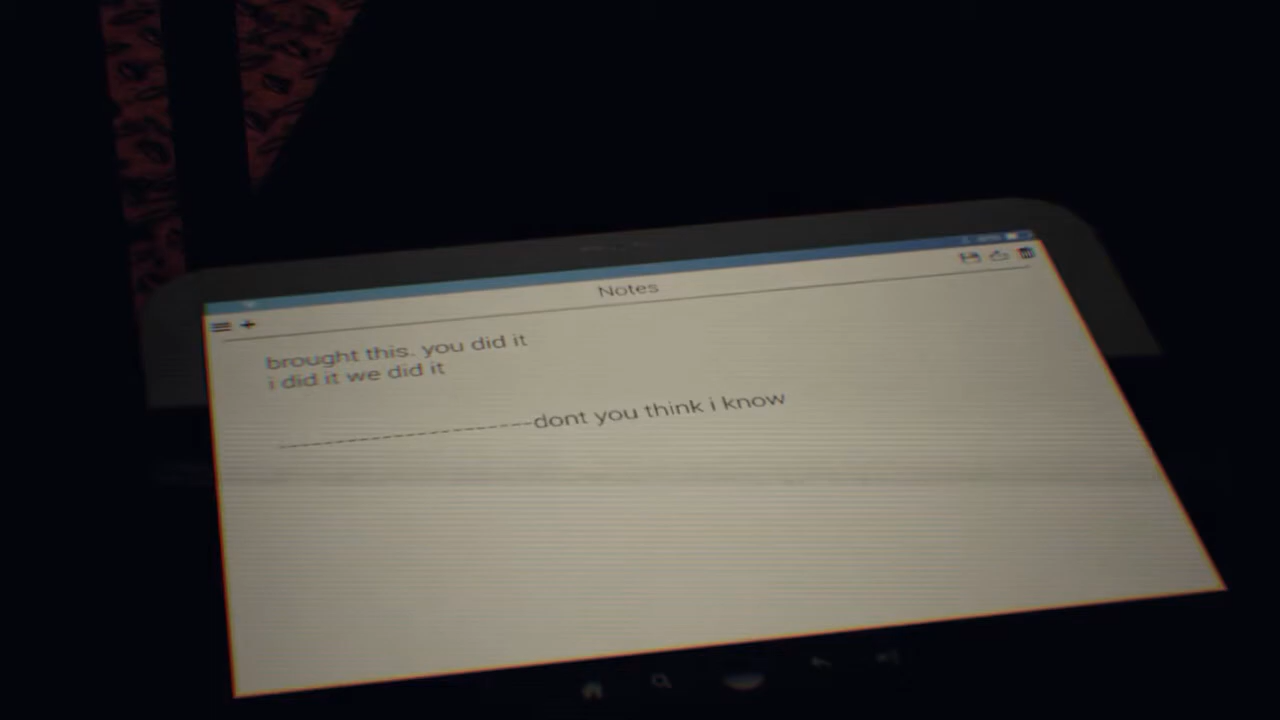 Notes
brought this. you did it
i did it we did it
----------------------dont you think i know